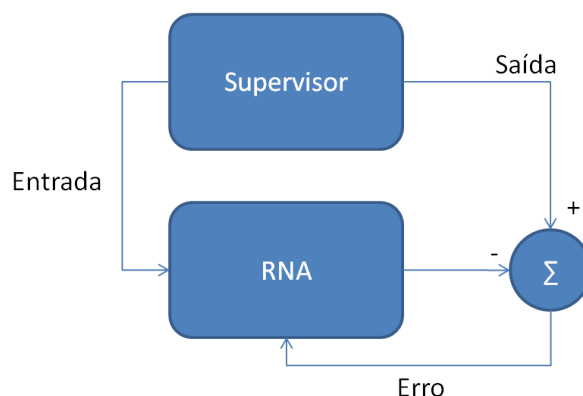 Supervisor
Saída
Entrada
+
-
RNA
Σ
Erro